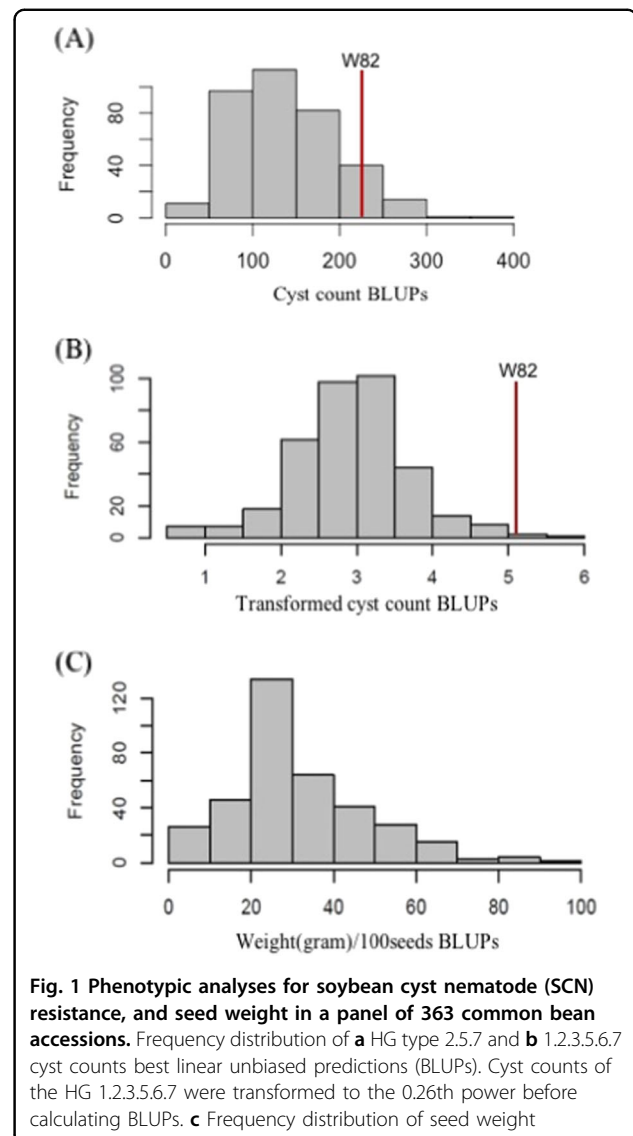 (A)
W82
Frequency
0 40 80
0 100 200 300 400
Cyst count BLUPs
(B)
W82
Frequency
0 20 60 100
1 2 3 4 5 6
Transformed cyst count BLUPs
(C)
Frequency
0 40 80 120
0 20 40 60 80 100
Weight(gram)/100seeds BLUPs
Fig. 1 Phenotypic analyses for soybean cyst nematode (SCN)
resistance, and seed weight in a panel of 363 common bean
accessions. Frequency distribution of a HG type 2.5.7 and b 1.2.3.5.6.7
cyst counts best linear unbiased predictions (BLUPs). Cyst counts of
the HG 1.2.3.5.6.7 were transformed to the 0.26th power before
calculating BLUPs. c Frequency distribution of seed weight